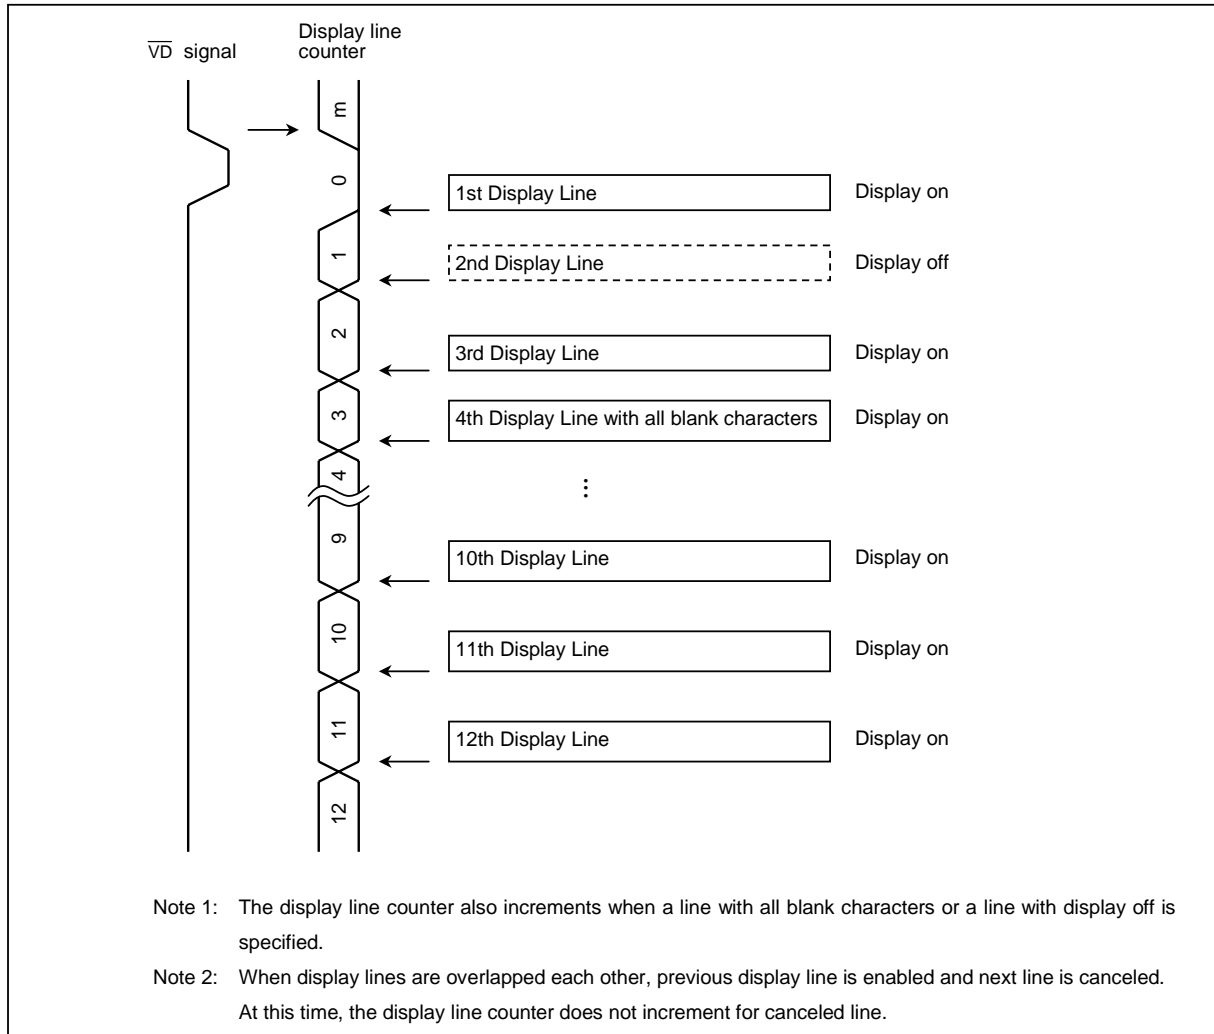 Display line
counter
VD signal
m
0
1st Display Line Display on
1
2nd Display Line Display off
2
3rd Display Line Display on
3
4th Display Line with all blank characters Display on
4
⋮
9
10th Display Line Display on
10
11th Display Line Display on
11
12th Display Line Display on
12
Note 1: The display line counter also increments when a line with all blank characters or a line with display off is
specified.
Note 2: When display lines are overlapped each other, previous display line is enabled and next line is canceled.
At this time, the display line counter does not increment for canceled line.